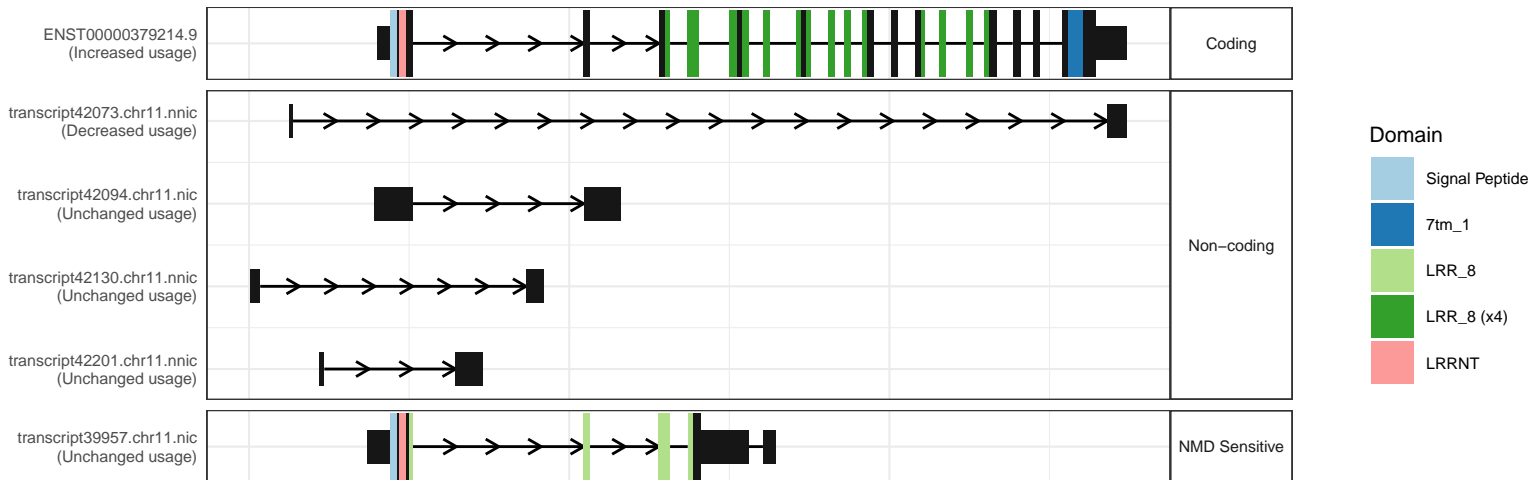 ENST00000379214.9
(Increased usage)
Coding
transcript42073.chr11.nnic
(Decreased usage)
transcript42094.chr11.nic
(Unchanged usage)
transcript42130.chr11.nnic
(Unchanged usage)
transcript42201.chr11.nnic
(Unchanged usage)
Non−coding
transcript39957.chr11.nic
(Unchanged usage)
NMD Sensitive
Domain
Signal Peptide
7tm_1
LRR_8
LRR_8 (x4)
LRRNT